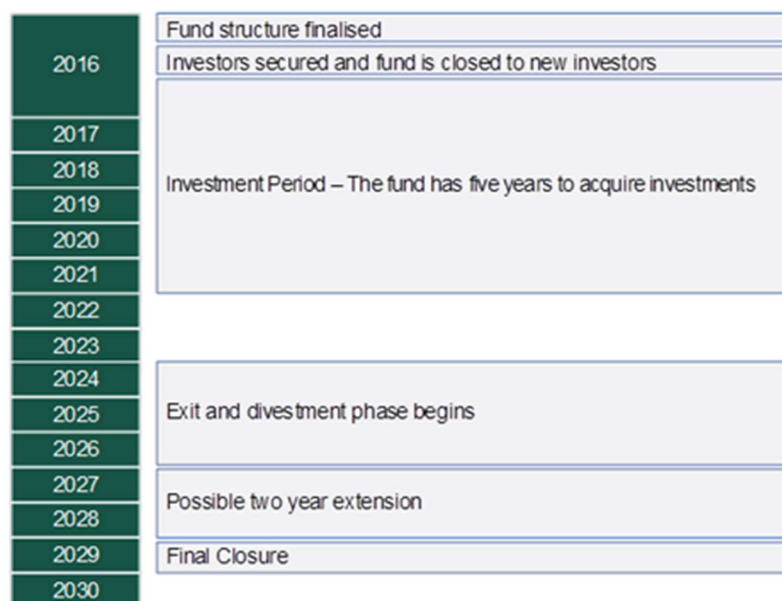 2016
Fund structure finalised
Investors secured and fund is closed to new investors
Investment Period – The fund has five years to acquire investments
2017
2018
2019
2020
2021
2022
2023
2024
Exit and divestment phase begins
2025
2026
2027
Possible two year extension
2028
2029
Final Closure
2030